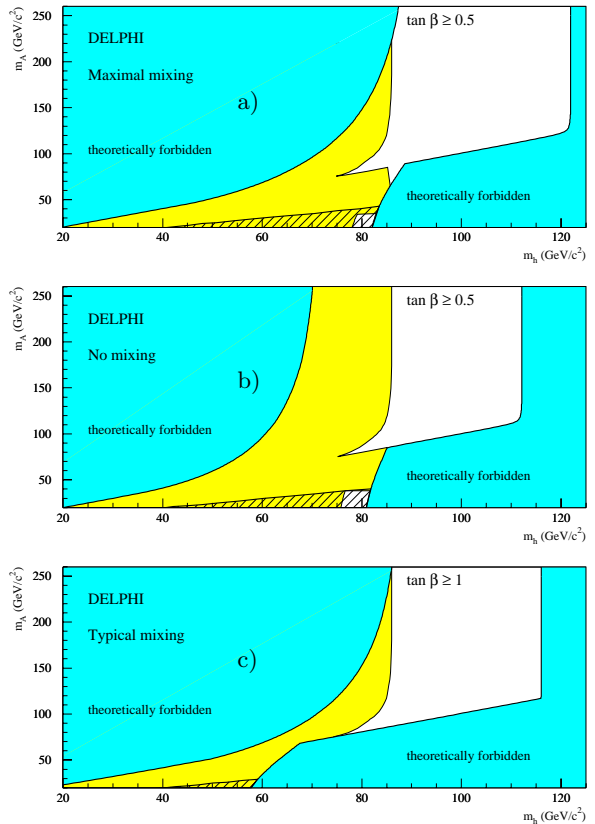 m_A (GeV/c²)
250
200
150
100
50
DELPHI
Maximal mixing
a)
theoretically forbidden
tan β ≥ 0.5
theoretically forbidden
20 40 60 80 100 120
m_h (GeV/c²)
m_A (GeV/c²)
250
200
150
100
50
DELPHI
No mixing
b)
theoretically forbidden
tan β ≥ 0.5
theoretically forbidden
20 40 60 80 100 120
m_h (GeV/c²)
m_A (GeV/c²)
250
200
150
100
50
DELPHI
Typical mixing
c)
theoretically forbidden
tan β ≥ 1
theoretically forbidden
20 40 60 80 100 120
m_h (GeV/c²)